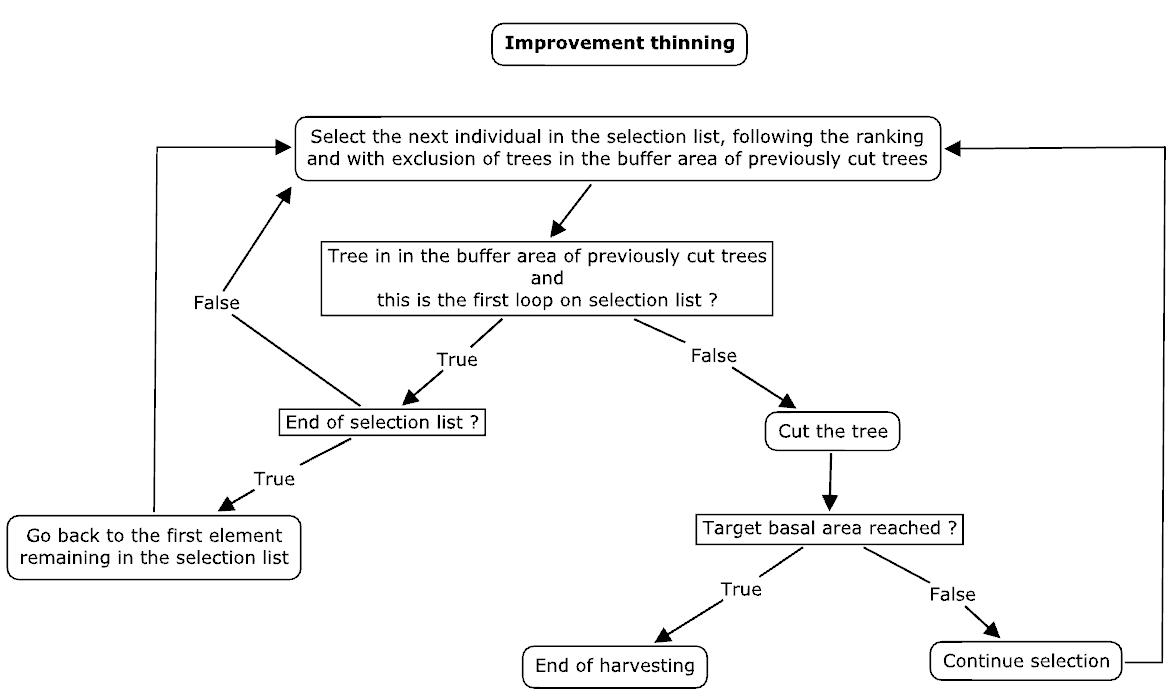 Improvement thinning
Select the next individual in the selection list, following the ranking
and with exclusion of trees in the buffer area of previously cut trees
Tree in in the buffer area of previously cut trees
and
this is the first loop on selection list ?
False
True
False
End of selection list ?
Cut the tree
True
Go back to the first element
remaining in the selection list
Target basal area reached ?
True
False
End of harvesting
Continue selection